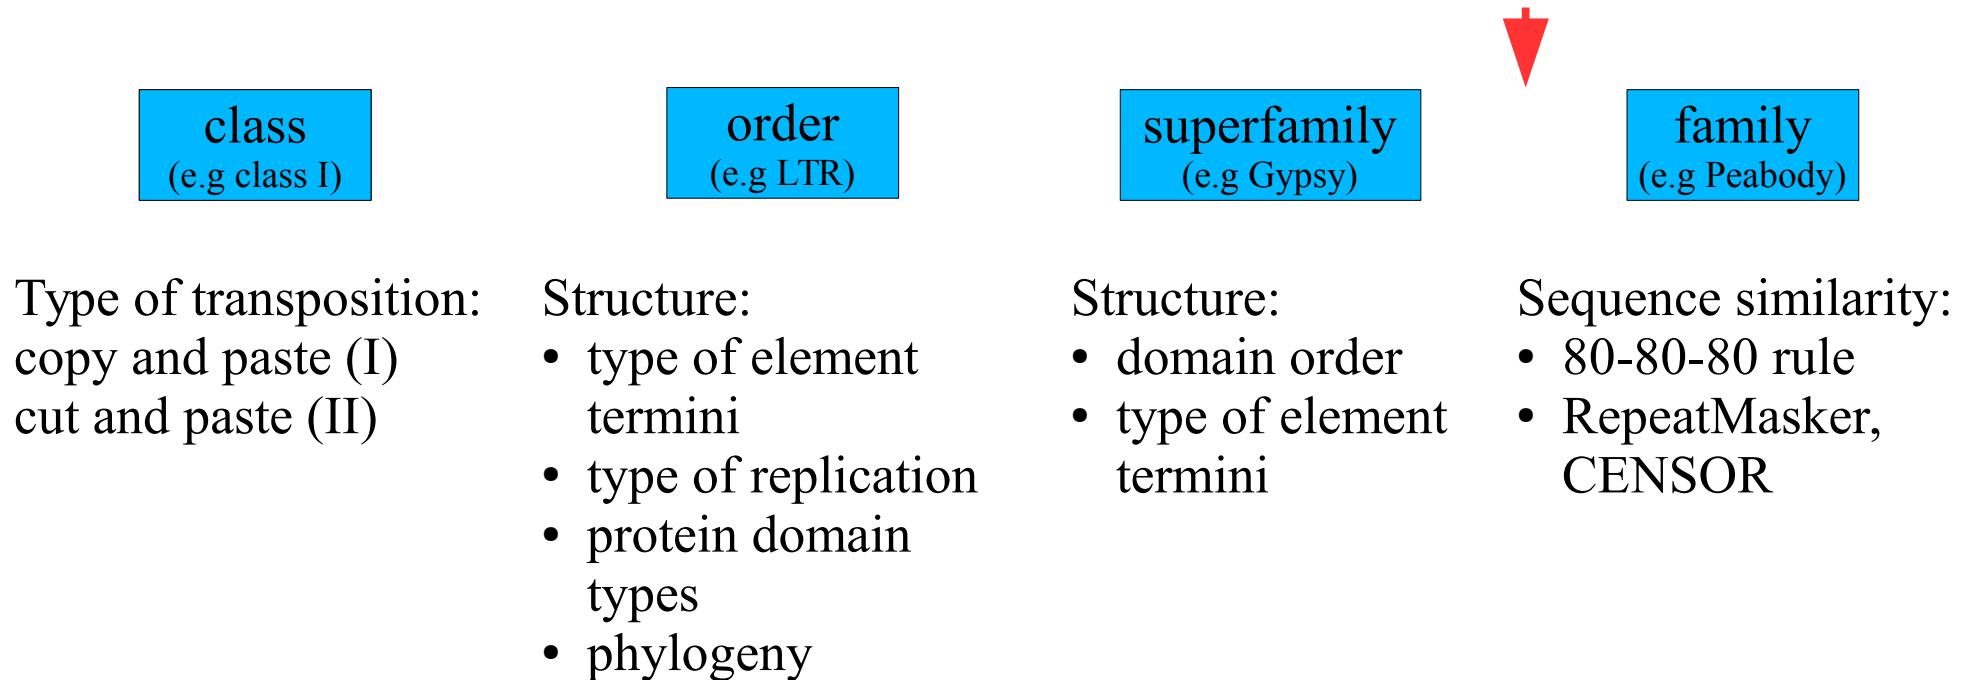 class
(e.g class I)
order
(e.g LTR)
superfamily
(e.g Gypsy)
family
(e.g Peabody)
Type of transposition:
copy and paste (I)
cut and paste (II)
Structure:
• type of element
termini
• type of replication
• protein domain
types
• phylogeny
Structure:
• domain order
• type of element
termini
Sequence similarity:
• 80-80-80 rule
• RepeatMasker,
CENSOR